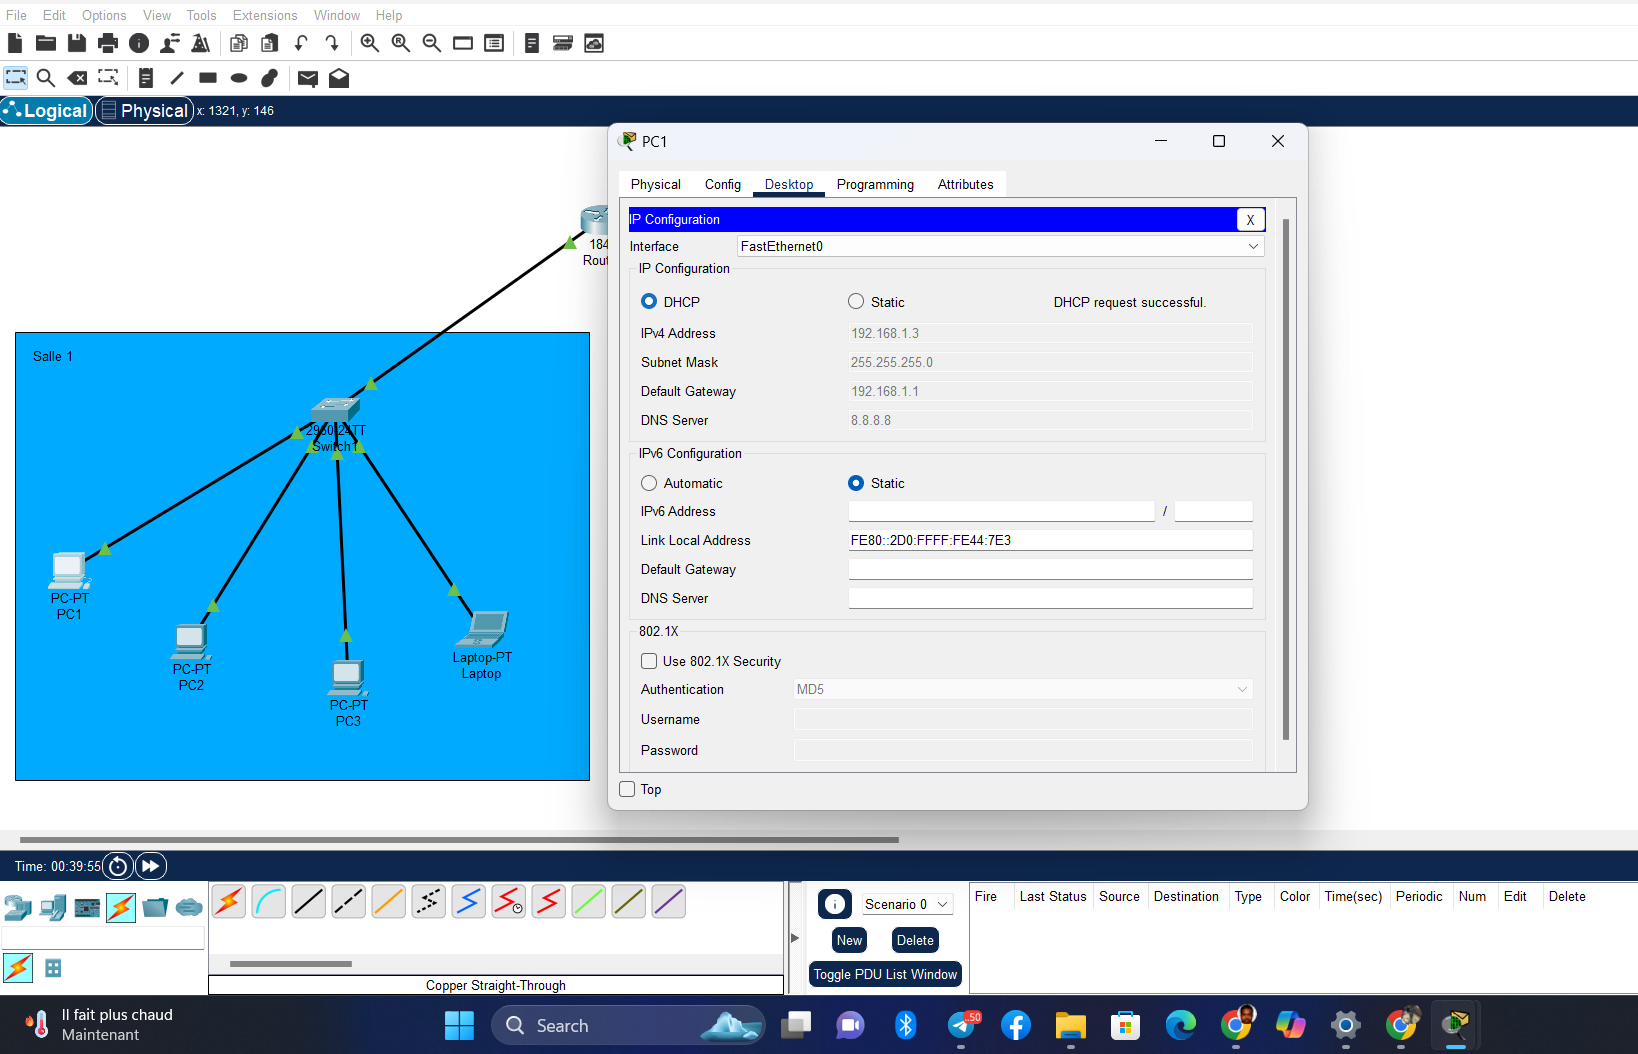 File Edit Options View Tools Extensions Window Help
Logical Physical x: 1321, y: 146
PC1
Physical Config Desktop Programming Attributes
IP Configuration X
Interface FastEthernet0
IP Configuration
DHCP Static DHCP request successful.
IPv4 Address 192.168.1.3
Subnet Mask 255.255.255.0
Default Gateway 192.168.1.1
DNS Server 8.8.8.8
IPv6 Configuration
Automatic Static
IPv6 Address /
Link Local Address FE80::2D0:FFFF:FE44:7E3
Default Gateway
DNS Server
802.1X
Use 802.1X Security
Authentication MD5
Username
Password
Top
184
Rout
Salle 1
2960-24TT
Switch1
PC-PT
PC1
PC-PT
PC2
PC-PT
PC3
Laptop-PT
Laptop
Time: 00:39:55
Copper Straight-Through
Scenario 0
New Delete
Toggle PDU List Window
Fire Last Status Source Destination Type Color Time(sec) Periodic Num Edit Delete
Il fait plus chaud
Maintenant
Search
..50